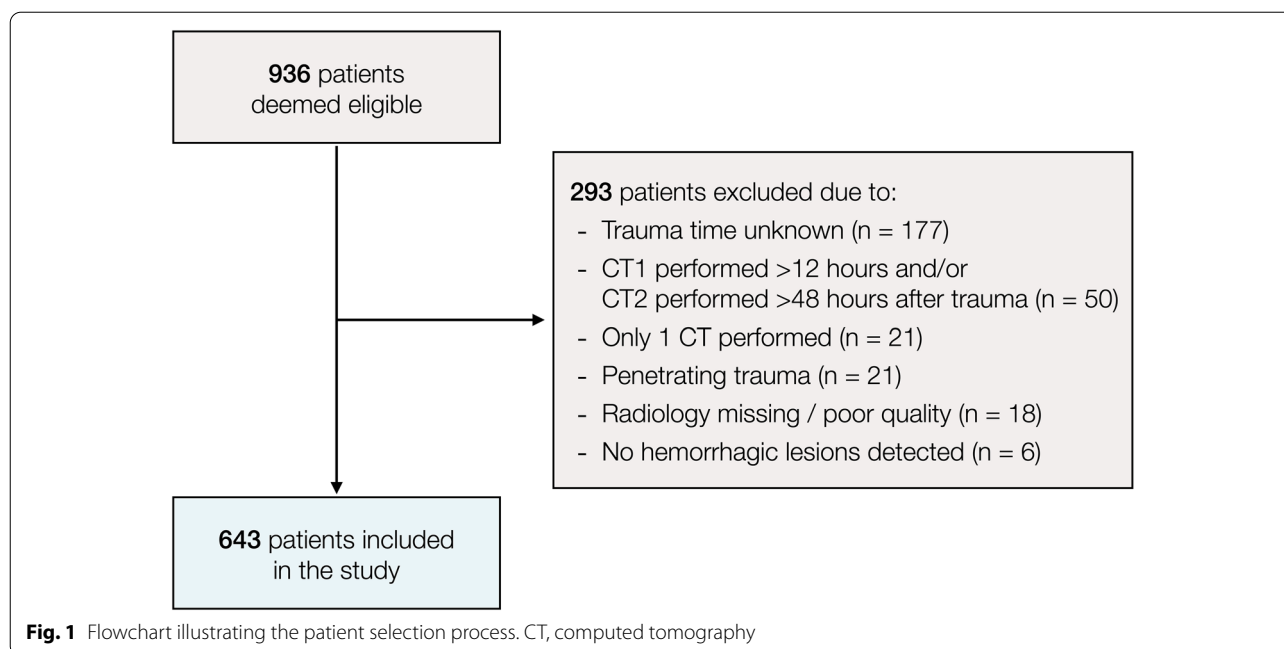 936 patients
deemed eligible
293 patients excluded due to:
- Trauma time unknown (n = 177)
- CT1 performed >12 hours and/or
CT2 performed >48 hours after trauma (n = 50)
- Only 1 CT performed (n = 21)
- Penetrating trauma (n = 21)
- Radiology missing / poor quality (n = 18)
- No hemorrhagic lesions detected (n = 6)
643 patients included
in the study
Fig. 1 Flowchart illustrating the patient selection process. CT, computed tomography